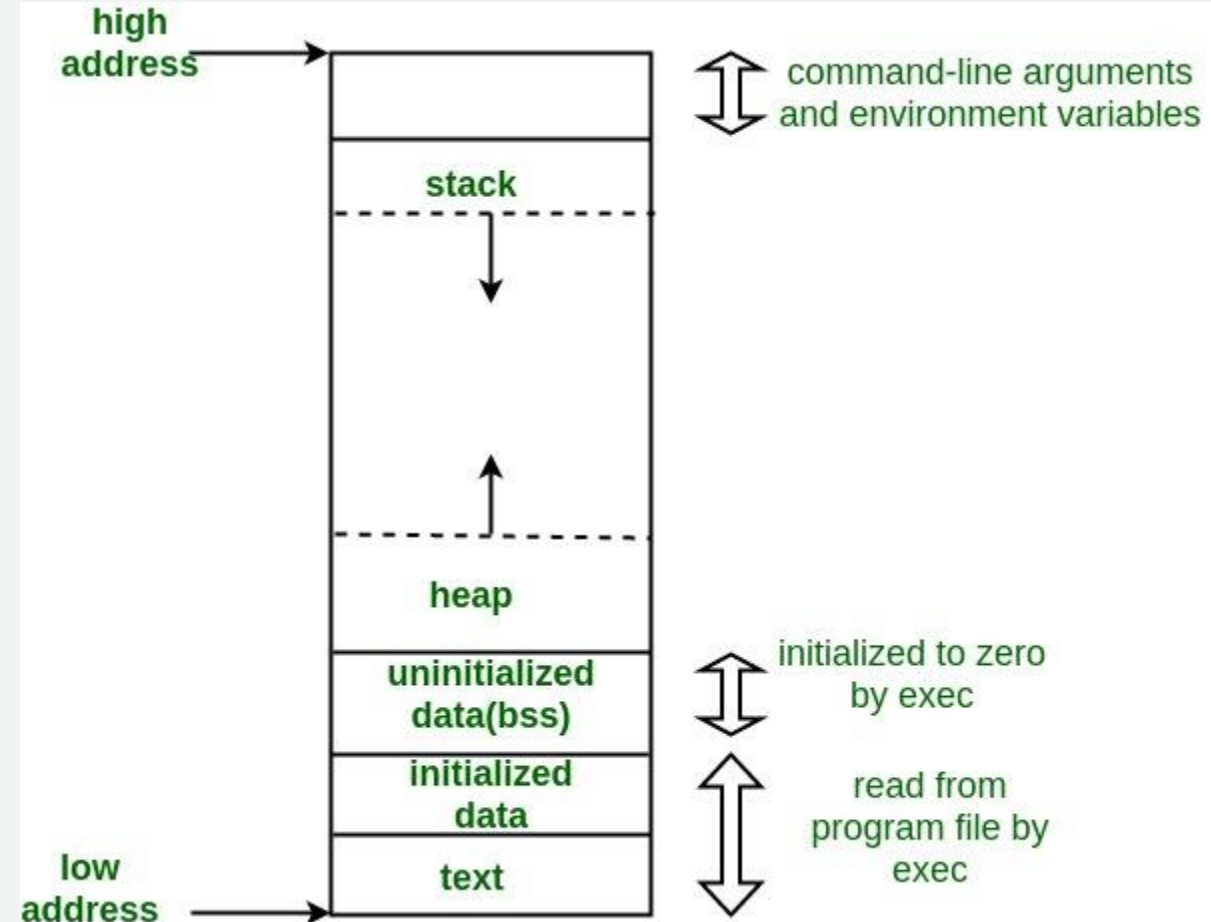 high
address
command-line arguments
and environment variables
stack
heap
uninitialized
data(bss)
initialized to zero
by exec
initialized
data
read from
program file by
exec
text
low
address